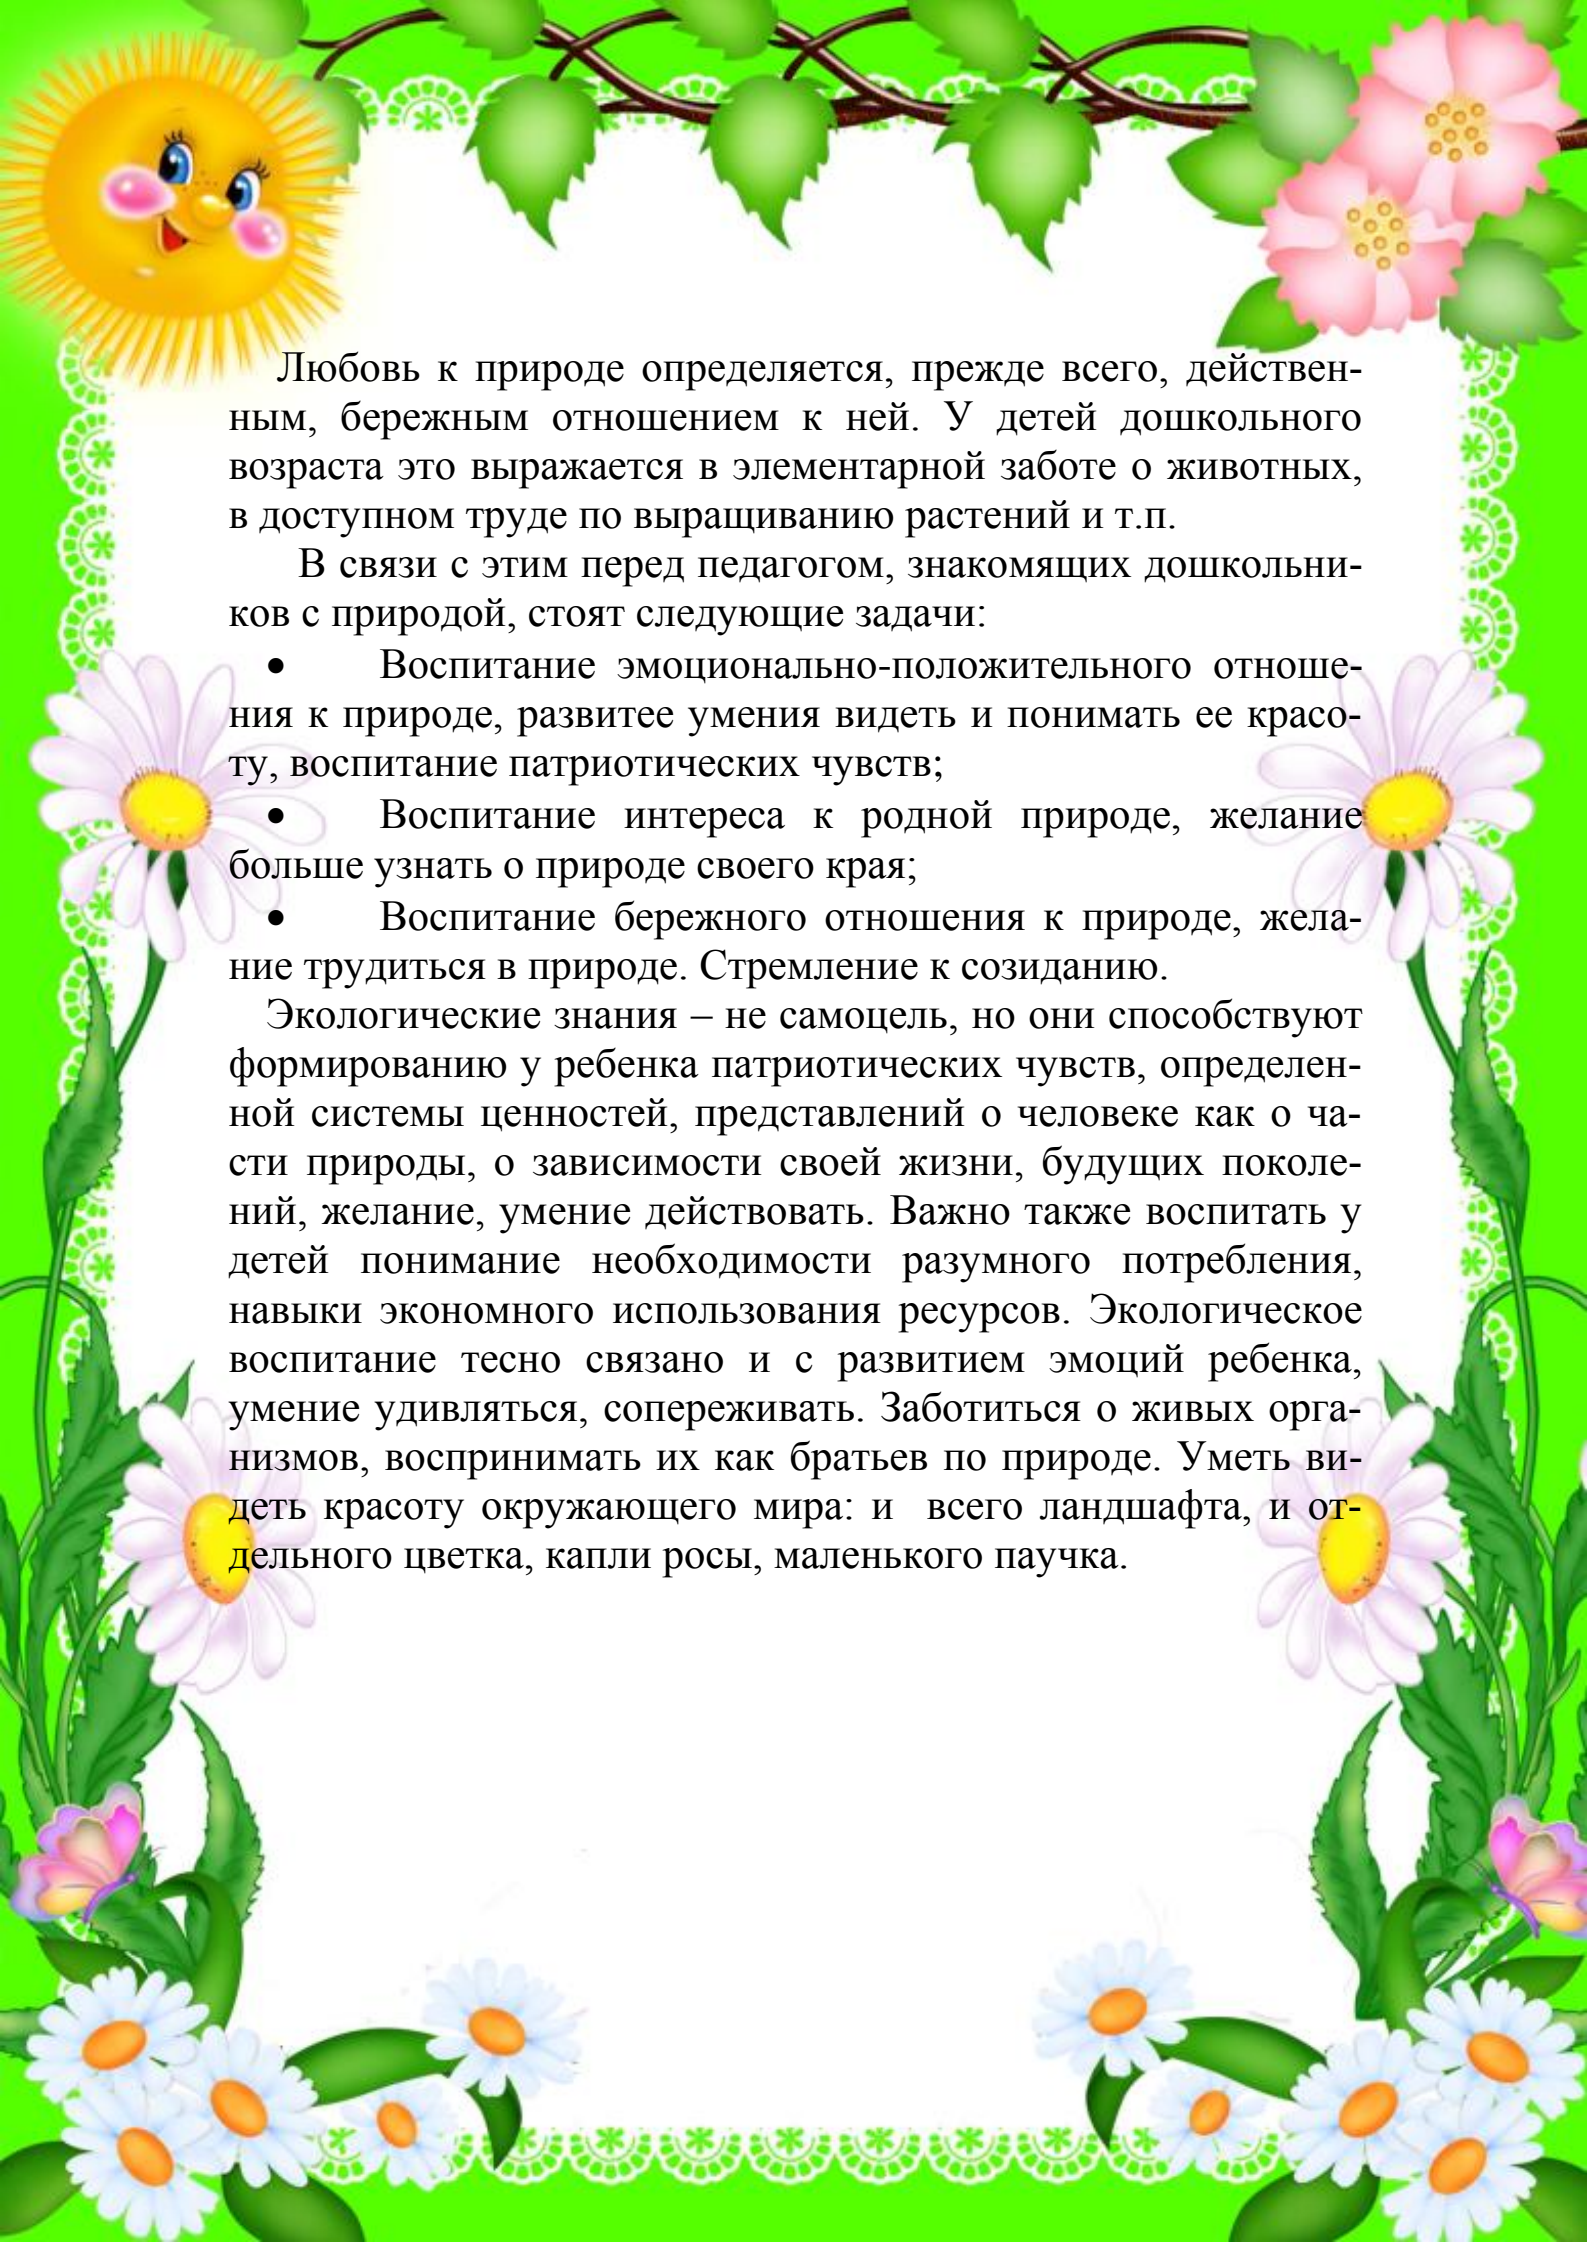 Любовь к природе определяется, прежде всего, действен-
ным, бережным отношением к ней. У детей дошкольного
возраста это выражается в элементарной заботе о животных,
в доступном труде по выращиванию растений и т.п.
В связи с этим перед педагогом, знакомящих дошкольни-
ков с природой, стоят следующие задачи:
• Воспитание эмоционально-положительного отноше-
ния к природе, развитее умения видеть и понимать ее красо-
ту, воспитание патриотических чувств;
• Воспитание интереса к родной природе, желание
больше узнать о природе своего края;
• Воспитание бережного отношения к природе, жела-
ние трудиться в природе. Стремление к созиданию.
Экологические знания – не самоцель, но они способствуют
формированию у ребенка патриотических чувств, определен-
ной системы ценностей, представлений о человеке как о ча-
сти природы, о зависимости своей жизни, будущих поколе-
ний, желание, умение действовать. Важно также воспитать у
детей понимание необходимости разумного потребления,
навыки экономного использования ресурсов. Экологическое
воспитание тесно связано и с развитием эмоций ребенка,
умение удивляться, сопереживать. Заботиться о живых орга-
низмов, воспринимать их как братьев по природе. Уметь ви-
деть красоту окружающего мира: и всего ландшафта, и от-
дельного цветка, капли росы, маленького паучка.